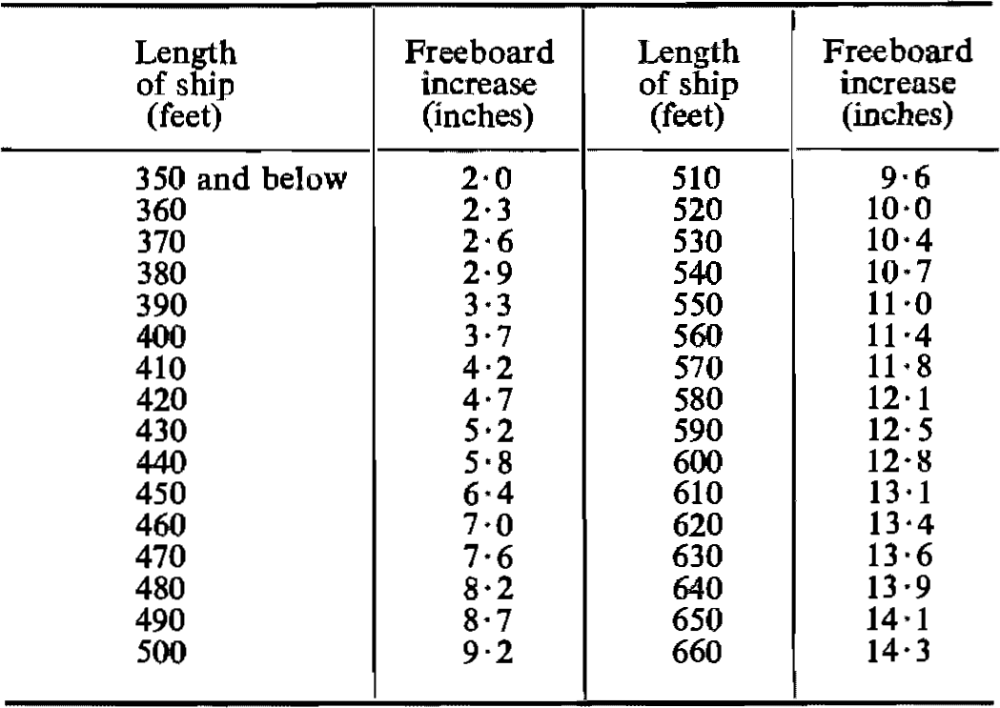 Length Freeboard Length Freeboard
of ship increase of ship increase
(feet) (inches) (feet) (inches)
350 and below 2·0 510 9·6
360 2·3 520 10·0
370 2·6 530 10·4
380 2·9 540 10·7
390 3·3 550 11·0
400 3·7 560 11·4
410 4·2 570 11·8
420 4·7 580 12·1
430 5·2 590 12·5
440 5·8 600 12·8
450 6·4 610 13·1
460 7·0 620 13·4
470 7·6 630 13·6
480 8·2 640 13·9
490 8·7 650 14·1
500 9·2 660 14·3